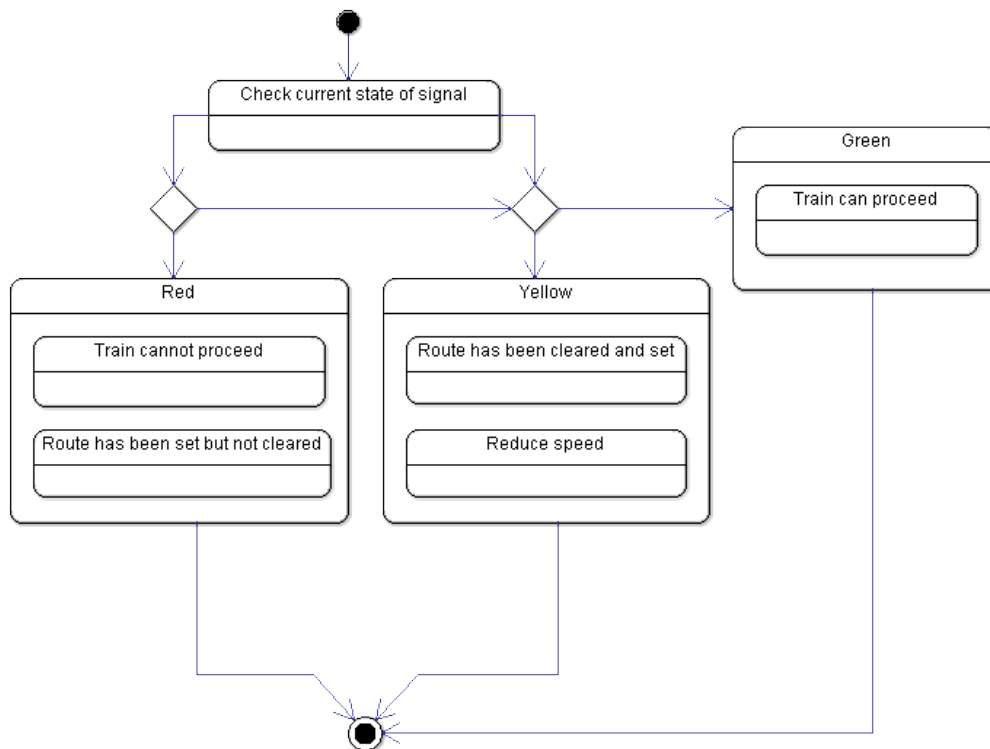 Check current state of signal
Green
Train can proceed
Red
Train cannot proceed
Route has been set but not cleared
Yellow
Route has been cleared and set
Reduce speed